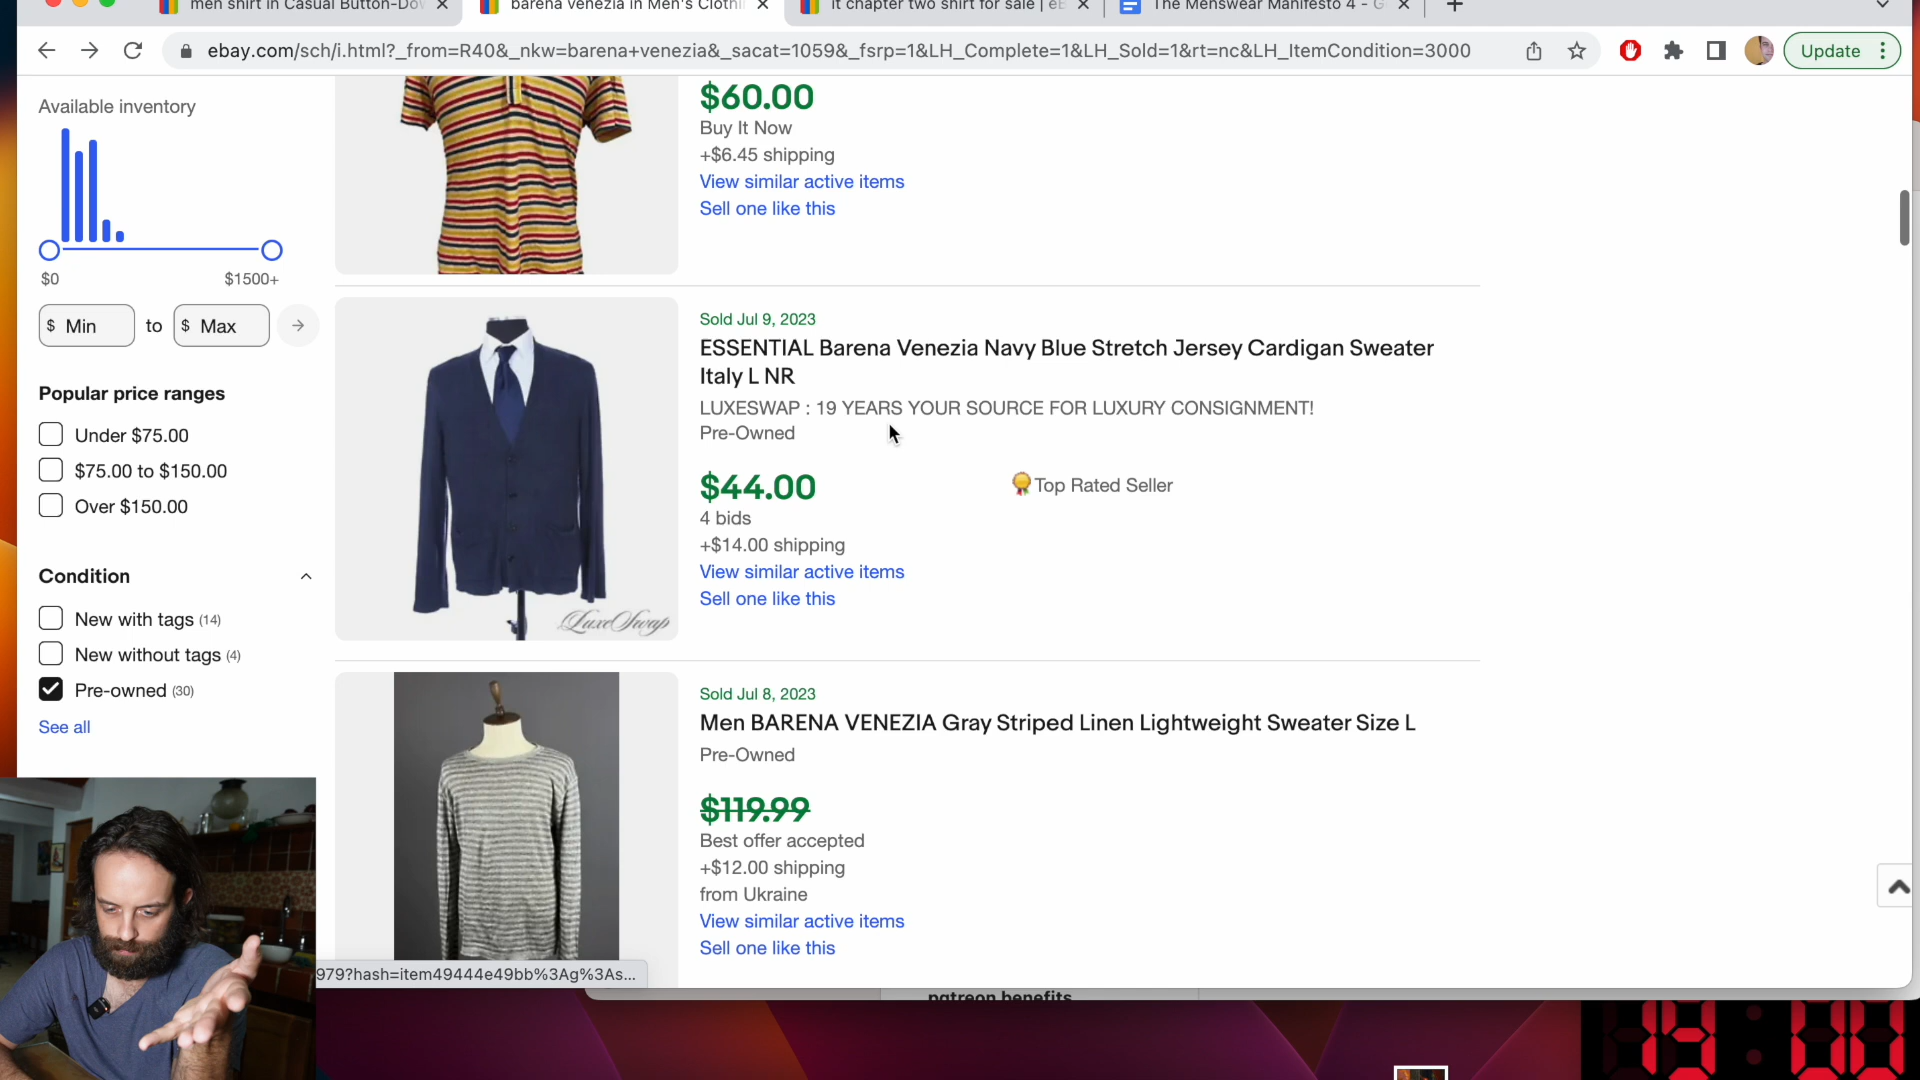 men shirt in Casual Button-Do
barena venezia in Men's Clothi
it chapter two shirt for sale | eB
The Menswear Manifesto 4 - G
ebay.com/sch/i.html?_from=R40&_nkw=barena+venezia&_sacat=1059&_fsrp=1&LH_Complete=1&LH_Sold=1&rt=nc&LH_ItemCondition=3000
Update
Available inventory
$0
$1500+
$ Min to $ Max
Popular price ranges
Under $75.00
$75.00 to $150.00
Over $150.00
Condition
New with tags (14)
New without tags (4)
Pre-owned (30)
See all
$60.00
Buy It Now
+$6.45 shipping
View similar active items
Sell one like this
Sold Jul 9, 2023
ESSENTIAL Barena Venezia Navy Blue Stretch Jersey Cardigan Sweater
Italy L NR
LUXESWAP : 19 YEARS YOUR SOURCE FOR LUXURY CONSIGNMENT!
Pre-Owned
$44.00
Top Rated Seller
4 bids
+$14.00 shipping
View similar active items
Sell one like this
LuxeSwap
Sold Jul 8, 2023
Men BARENA VENEZIA Gray Striped Linen Lightweight Sweater Size L
Pre-Owned
$119.99
Best offer accepted
+$12.00 shipping
from Ukraine
View similar active items
Sell one like this
979?hash=item49444e49bb%3Ag%3As...
patreon benefits
19:00